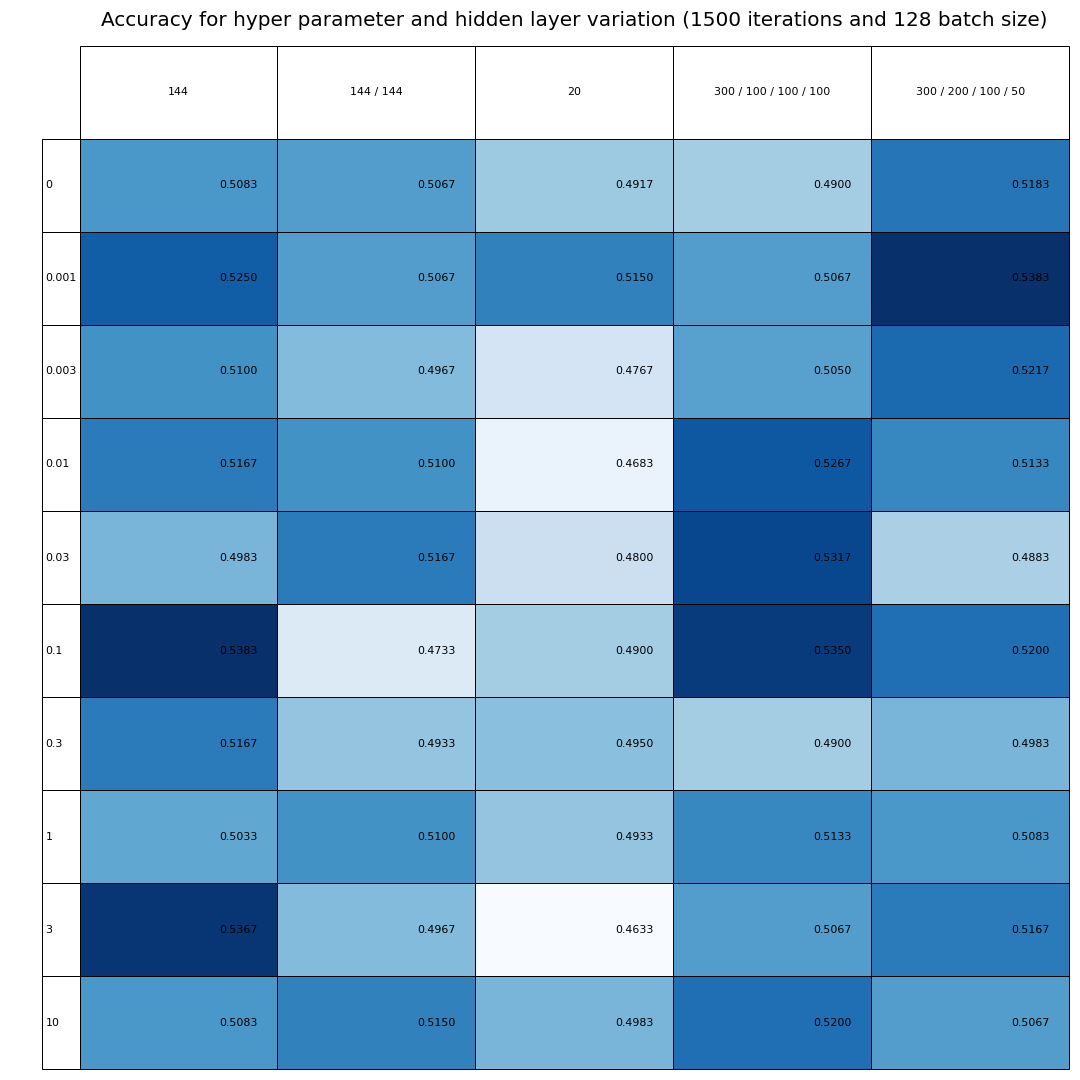 Accuracy for hyper parameter and hidden layer variation (1500 iterations and 128 batch size)
144 144 / 144 20 300 / 100 / 100 / 100 300 / 200 / 100 / 50
0 0.5083 0.5067 0.4917 0.4900 0.5183
0.001 0.5250 0.5067 0.5150 0.5067 0.5383
0.003 0.5100 0.4967 0.4767 0.5050 0.5217
0.01 0.5167 0.5100 0.4683 0.5267 0.5133
0.03 0.4983 0.5167 0.4800 0.5317 0.4883
0.1 0.5383 0.4733 0.4900 0.5350 0.5200
0.3 0.5167 0.4933 0.4950 0.4900 0.4983
1 0.5033 0.5100 0.4933 0.5133 0.5083
3 0.5367 0.4967 0.4633 0.5067 0.5167
10 0.5083 0.5150 0.4983 0.5200 0.5067